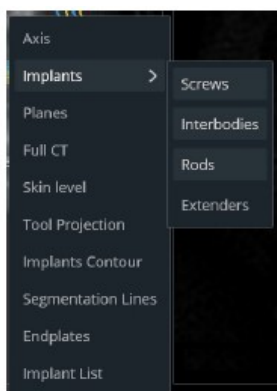 Axis
Implants >
Planes
Full CT
Skin level
Tool Projection
Implants Contour
Segmentation Lines
Endplates
Implant List
Screws
Interbodies
Rods
Extenders